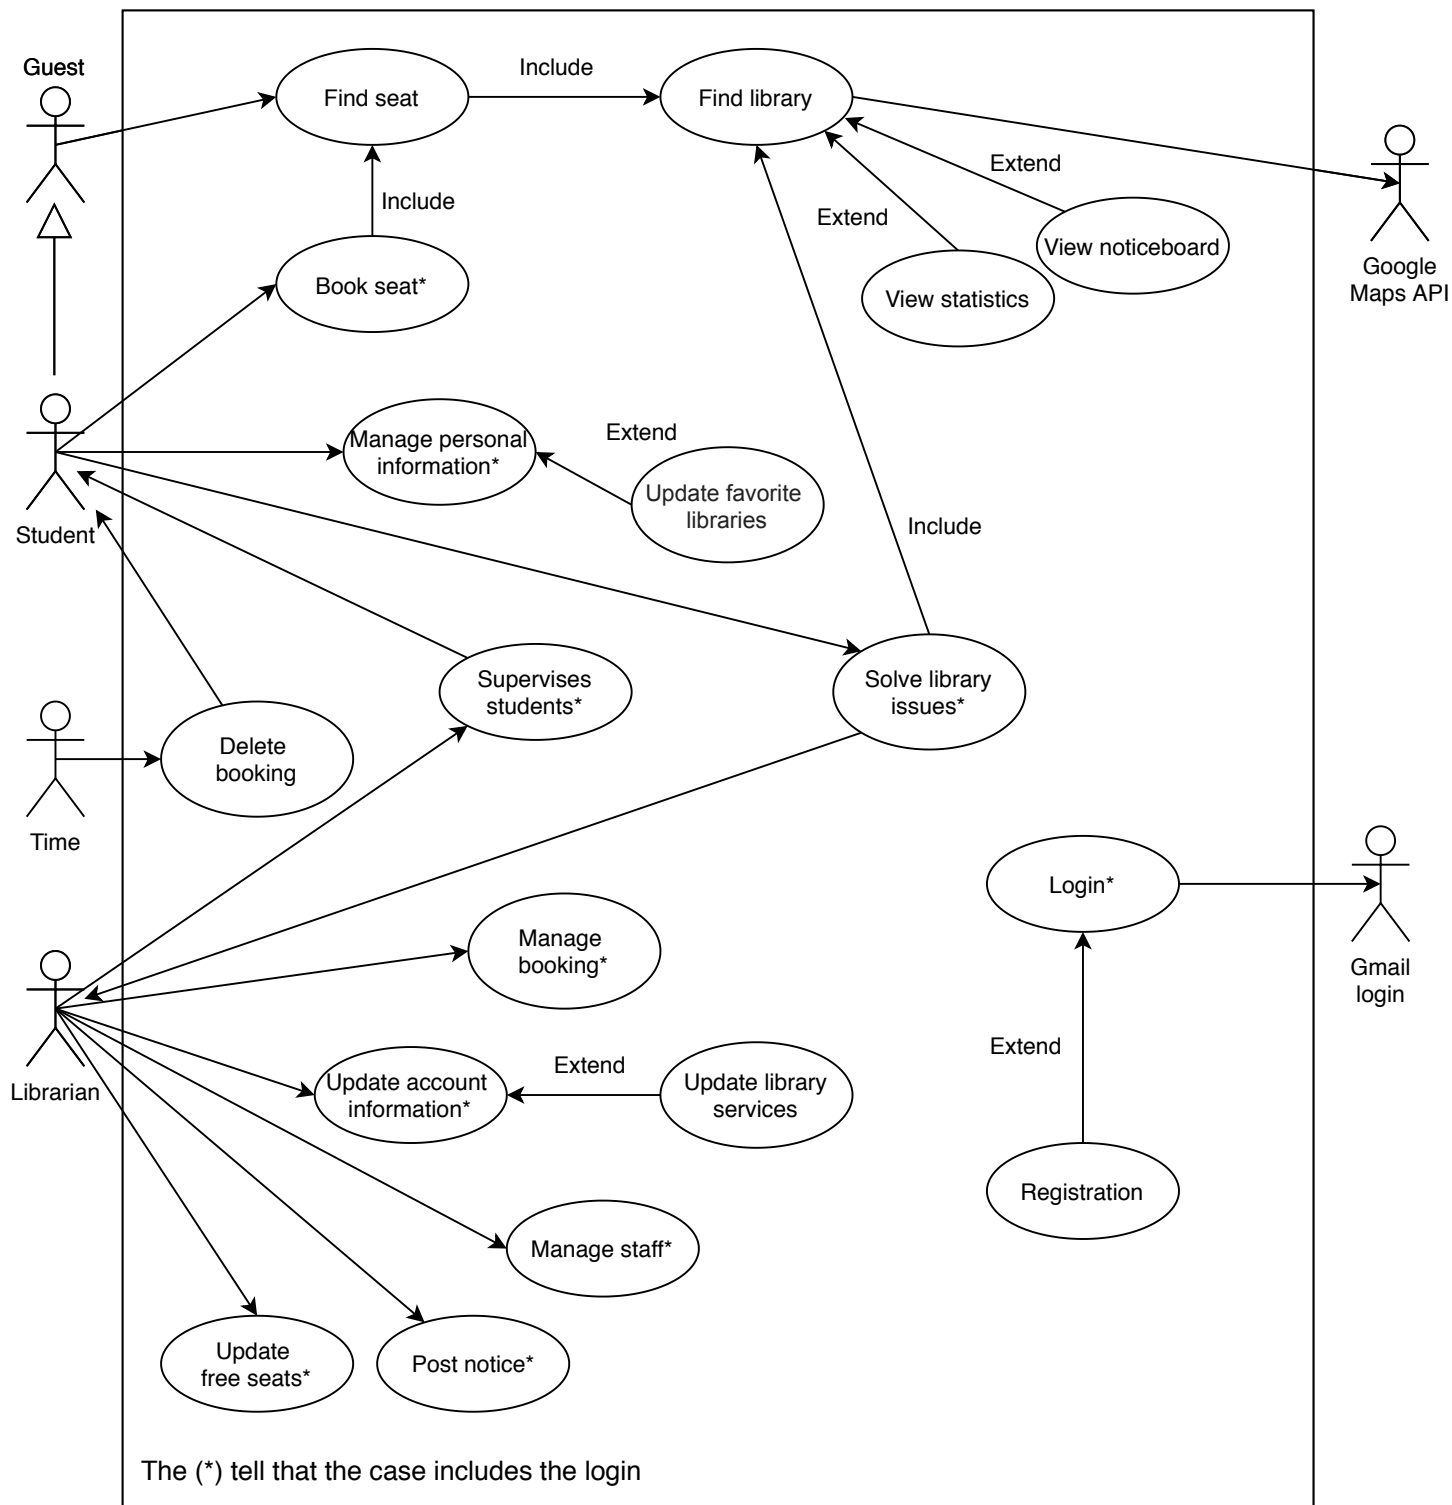 Guest
Find seat
Include
Find library
Extend
Include
Extend
View noticeboard
Google
Maps API
Book seat*
View statistics
Manage personal
information*
Extend
Update favorite
libraries
Student
Include
Supervises
students*
Solve library
issues*
Delete
booking
Time
Login*
Manage
booking*
Gmail
login
Extend
Librarian
Update account
information*
Extend
Update library
services
Registration
Manage staff*
Update
free seats*
Post notice*
The (*) tell that the case includes the login